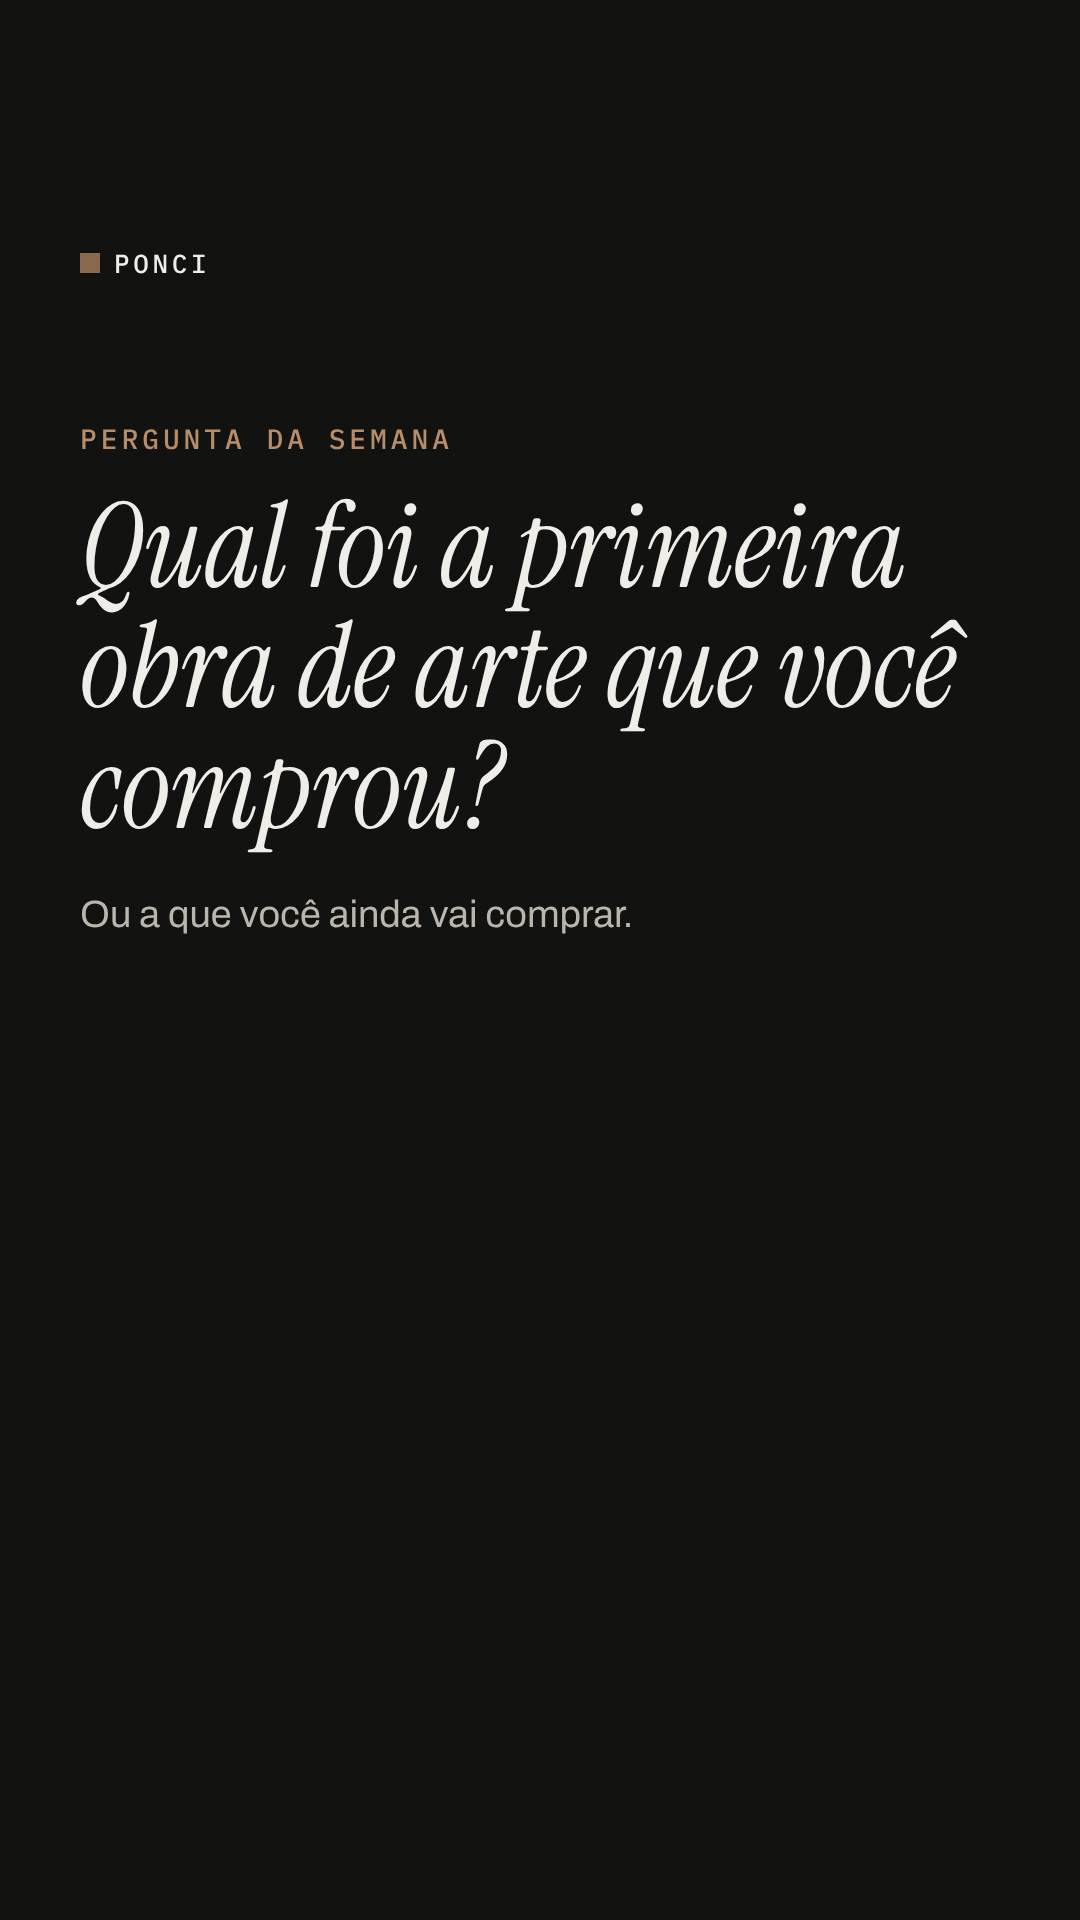 PONCI
PERGUNTA DA SEMANA
Qual foi a primeira
obra de arte que você
comprou?
Ou a que você ainda vai comprar.